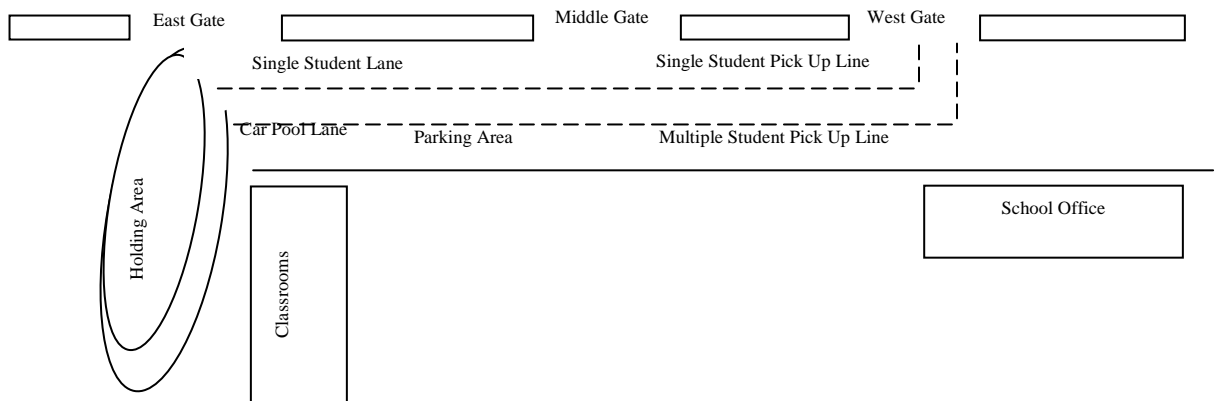 East Gate
Middle Gate
West Gate
Single Student Lane
Single Student Pick Up Line
Car Pool Lane
Parking Area
Multiple Student Pick Up Line
Holding Area
Classrooms
School Office